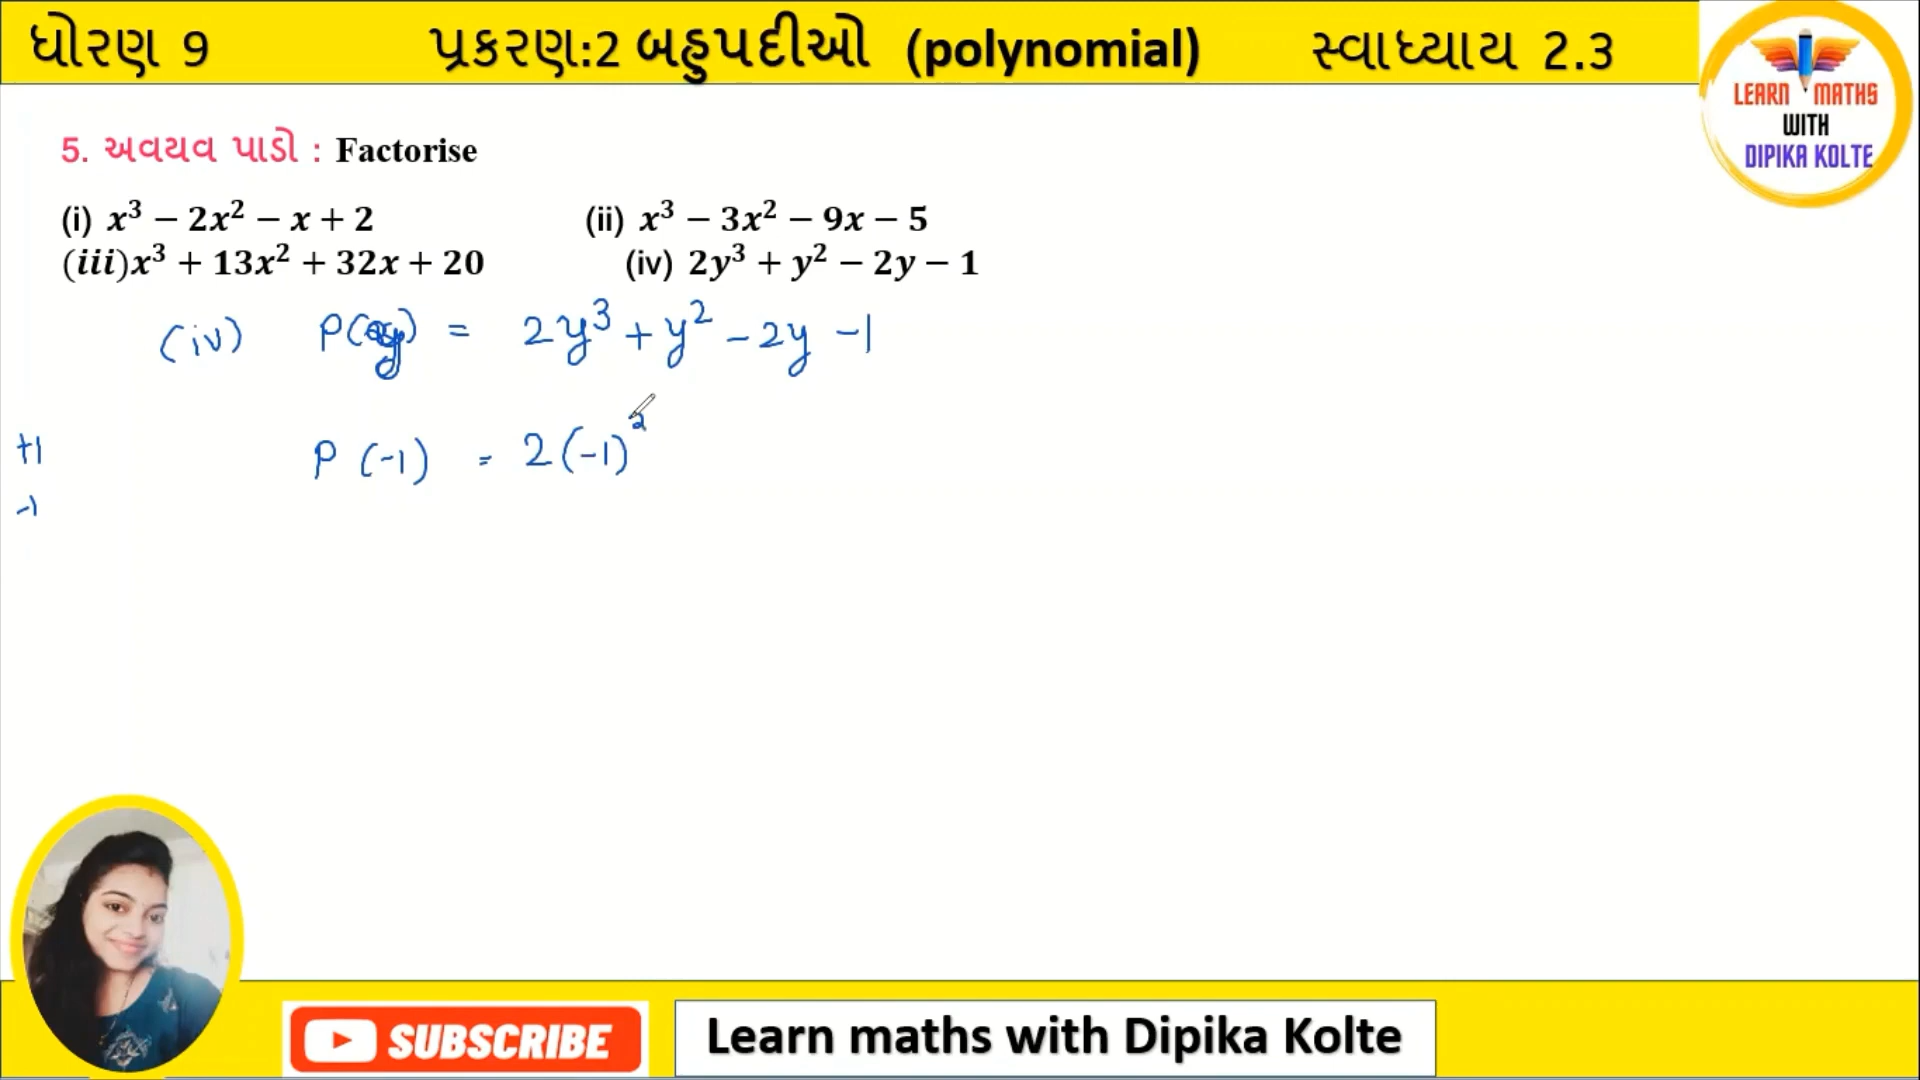 ધોરણ 9 પ્રકરણ:2 બહુપદીઓ (polynomial) સ્વાધ્યાય 2.3
LEARN MATHS
WITH
DIPIKA KOLTE
5. અવયવ પાડો : Factorise
(i) x³ − 2x² − x + 2 (ii) x³ − 3x² − 9x − 5
(iii)x³ + 13x² + 32x + 20 (iv) 2y³ + y² − 2y − 1
(iv) P(y) = 2y³ + y² − 2y − 1
+1 P(-1) = 2(-1)²
-1
SUBSCRIBE Learn maths with Dipika Kolte